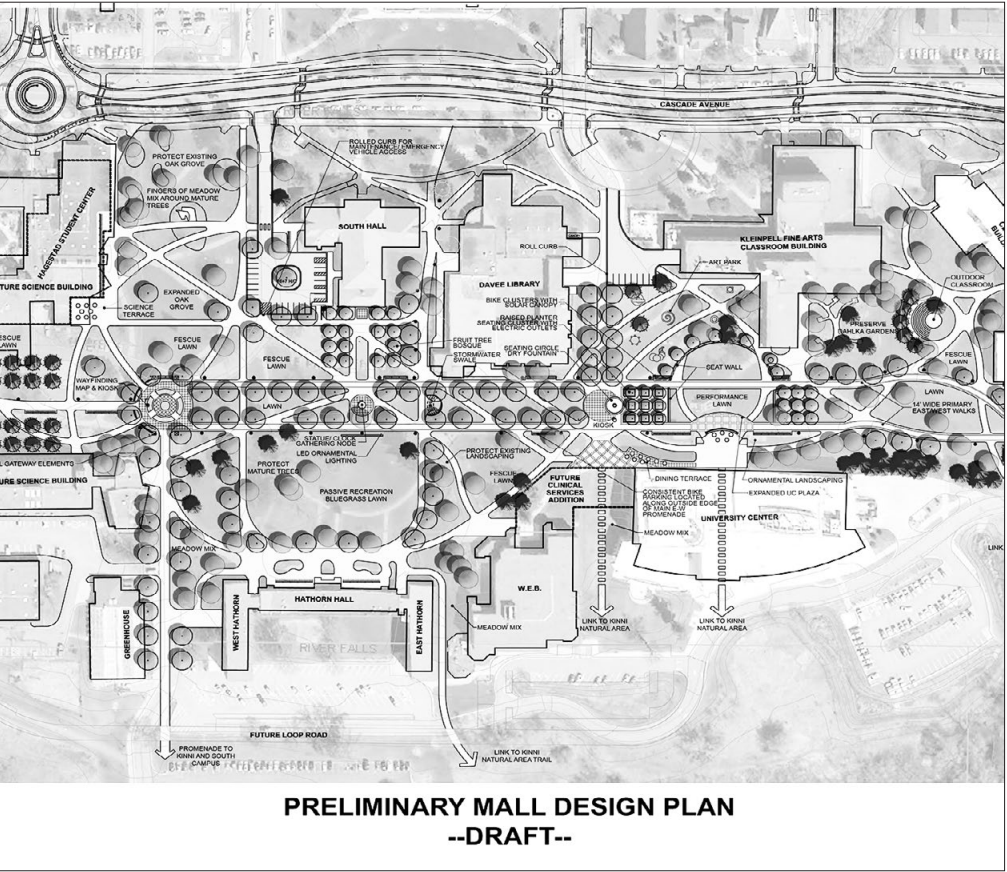 CASCADE AVENUE
ROLLED CURB FOR
MAINTENANCE/EMERGENCY
VEHICLE ACCESS
PROTECT EXISTING
OAK GROVE
FINGERS OF MEADOW
MIX AROUND MATURE
TREES
HAGESTAD STUDENT CENTER
SOUTH HALL
ROLL CURB
KLEINPELL FINE ARTS
CLASSROOM BUILDING
ART PARK
TURE SCIENCE BUILDING
DAVEE LIBRARY
OUTDOOR
CLASSROOM
EXPANDED
OAK
GROVE
SCIENCE
TERRACE
BIKE CLUSTERS WITH
SOLAR CANOPY
RAISED PLANTER
SEATING CLUSTER WITH
ELECTRIC OUTLETS
PRESERVE
DAHLKA GARDEN
ESCUE
LAWN
FESCUE
LAWN
FRUIT TREE
BOSQUE
SEATING CIRCLE
DRY FOUNTAIN
STORMWATER
SWALE
FESCUE
LAWN
SEAT WALL
FESCUE
LAWN
WAYFINDING
MAP & KIOSK
LAWN
PERFORMANCE
LAWN
LAWN
14' WIDE PRIMARY
EAST/WEST WALKS
KIOSK
STATUE/ CLOCK
GATHERING NODE
LED ORNAMENTAL
LIGHTING
PROTECT EXISTING
LANDSCAPING
L GATEWAY ELEMENTS
URE SCIENCE BUILDING
PROTECT
MATURE TREES
FESCUE
LAWN
FUTURE
CLINICAL
SERVICES
ADDITION
DINING TERRACE
ORNAMENTAL LANDSCAPING
EXPANDED UC PLAZA
PASSIVE RECREATION
BLUEGRASS LAWN
CONSISTENT BIKE
PARKING LOCATED
ALONG OUTSIDE EDGE
OF MAIN E-W
PROMENADE
UNIVERSITY CENTER
MEADOW MIX
MEADOW MIX
LINK
GREENHOUSE
WEST HATHORN
HATHORN HALL
EAST HATHORN
W.E.B.
MEADOW MIX
LINK TO KINNI
NATURAL AREA
LINK TO KINNI
NATURAL AREA
RIVER FALLS
FUTURE LOOP ROAD
PROMENADE TO
KINNI AND SOUTH
CAMPUS
LINK TO KINNI
NATURAL AREA TRAIL
PRELIMINARY MALL DESIGN PLAN
--DRAFT--